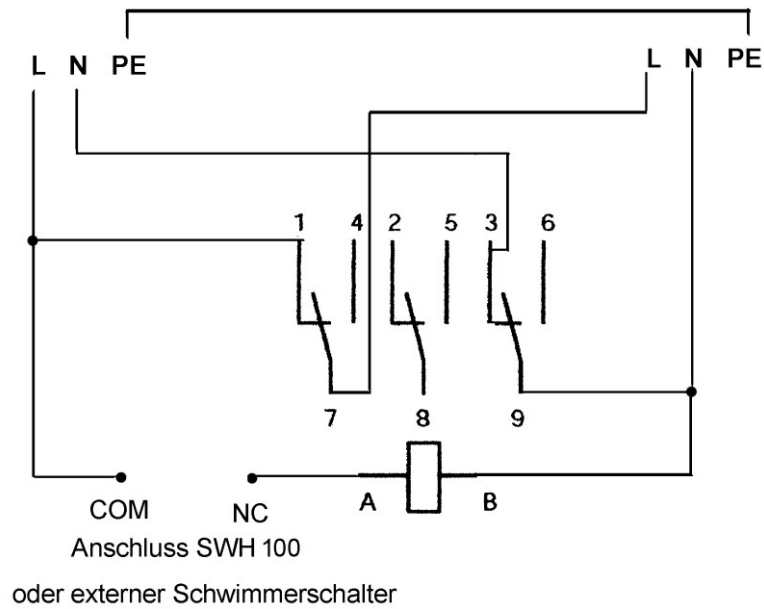 L N PE
L N PE
1 4 2 5 3 6
7 8 9
A B
COM NC
Anschluss SWH 100
oder externer Schwimmerschalter